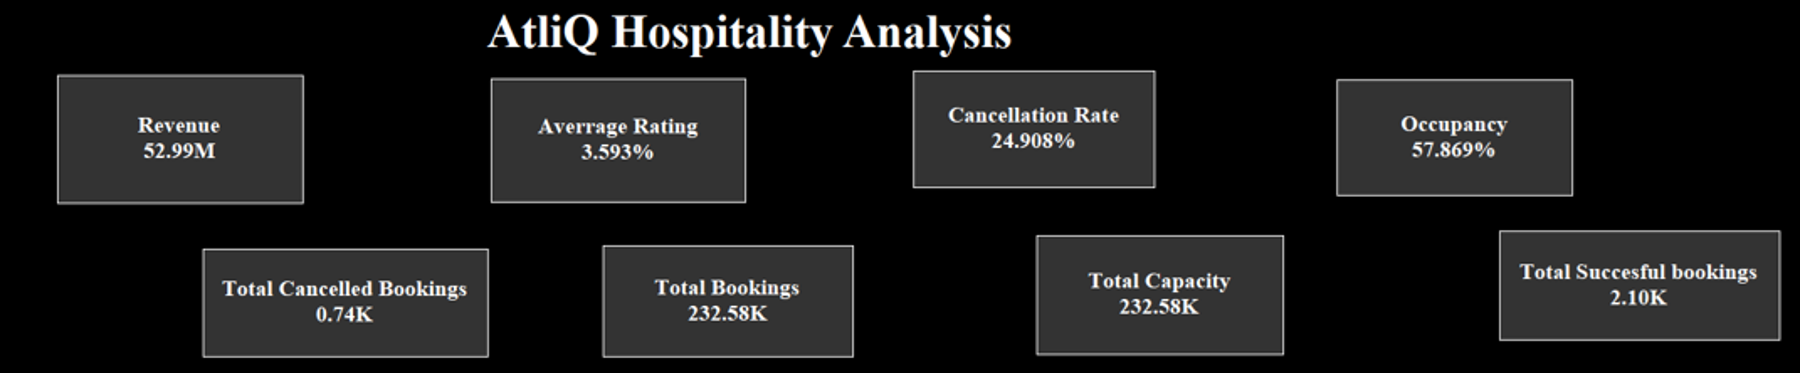 AtliQ Hospitality Analysis
Revenue
52.99M
Averrage Rating
3.593%
Cancellation Rate
24.908%
Occupancy
57.869%
Total Cancelled Bookings
0.74K
Total Bookings
232.58K
Total Capacity
232.58K
Total Succesful bookings
2.10K